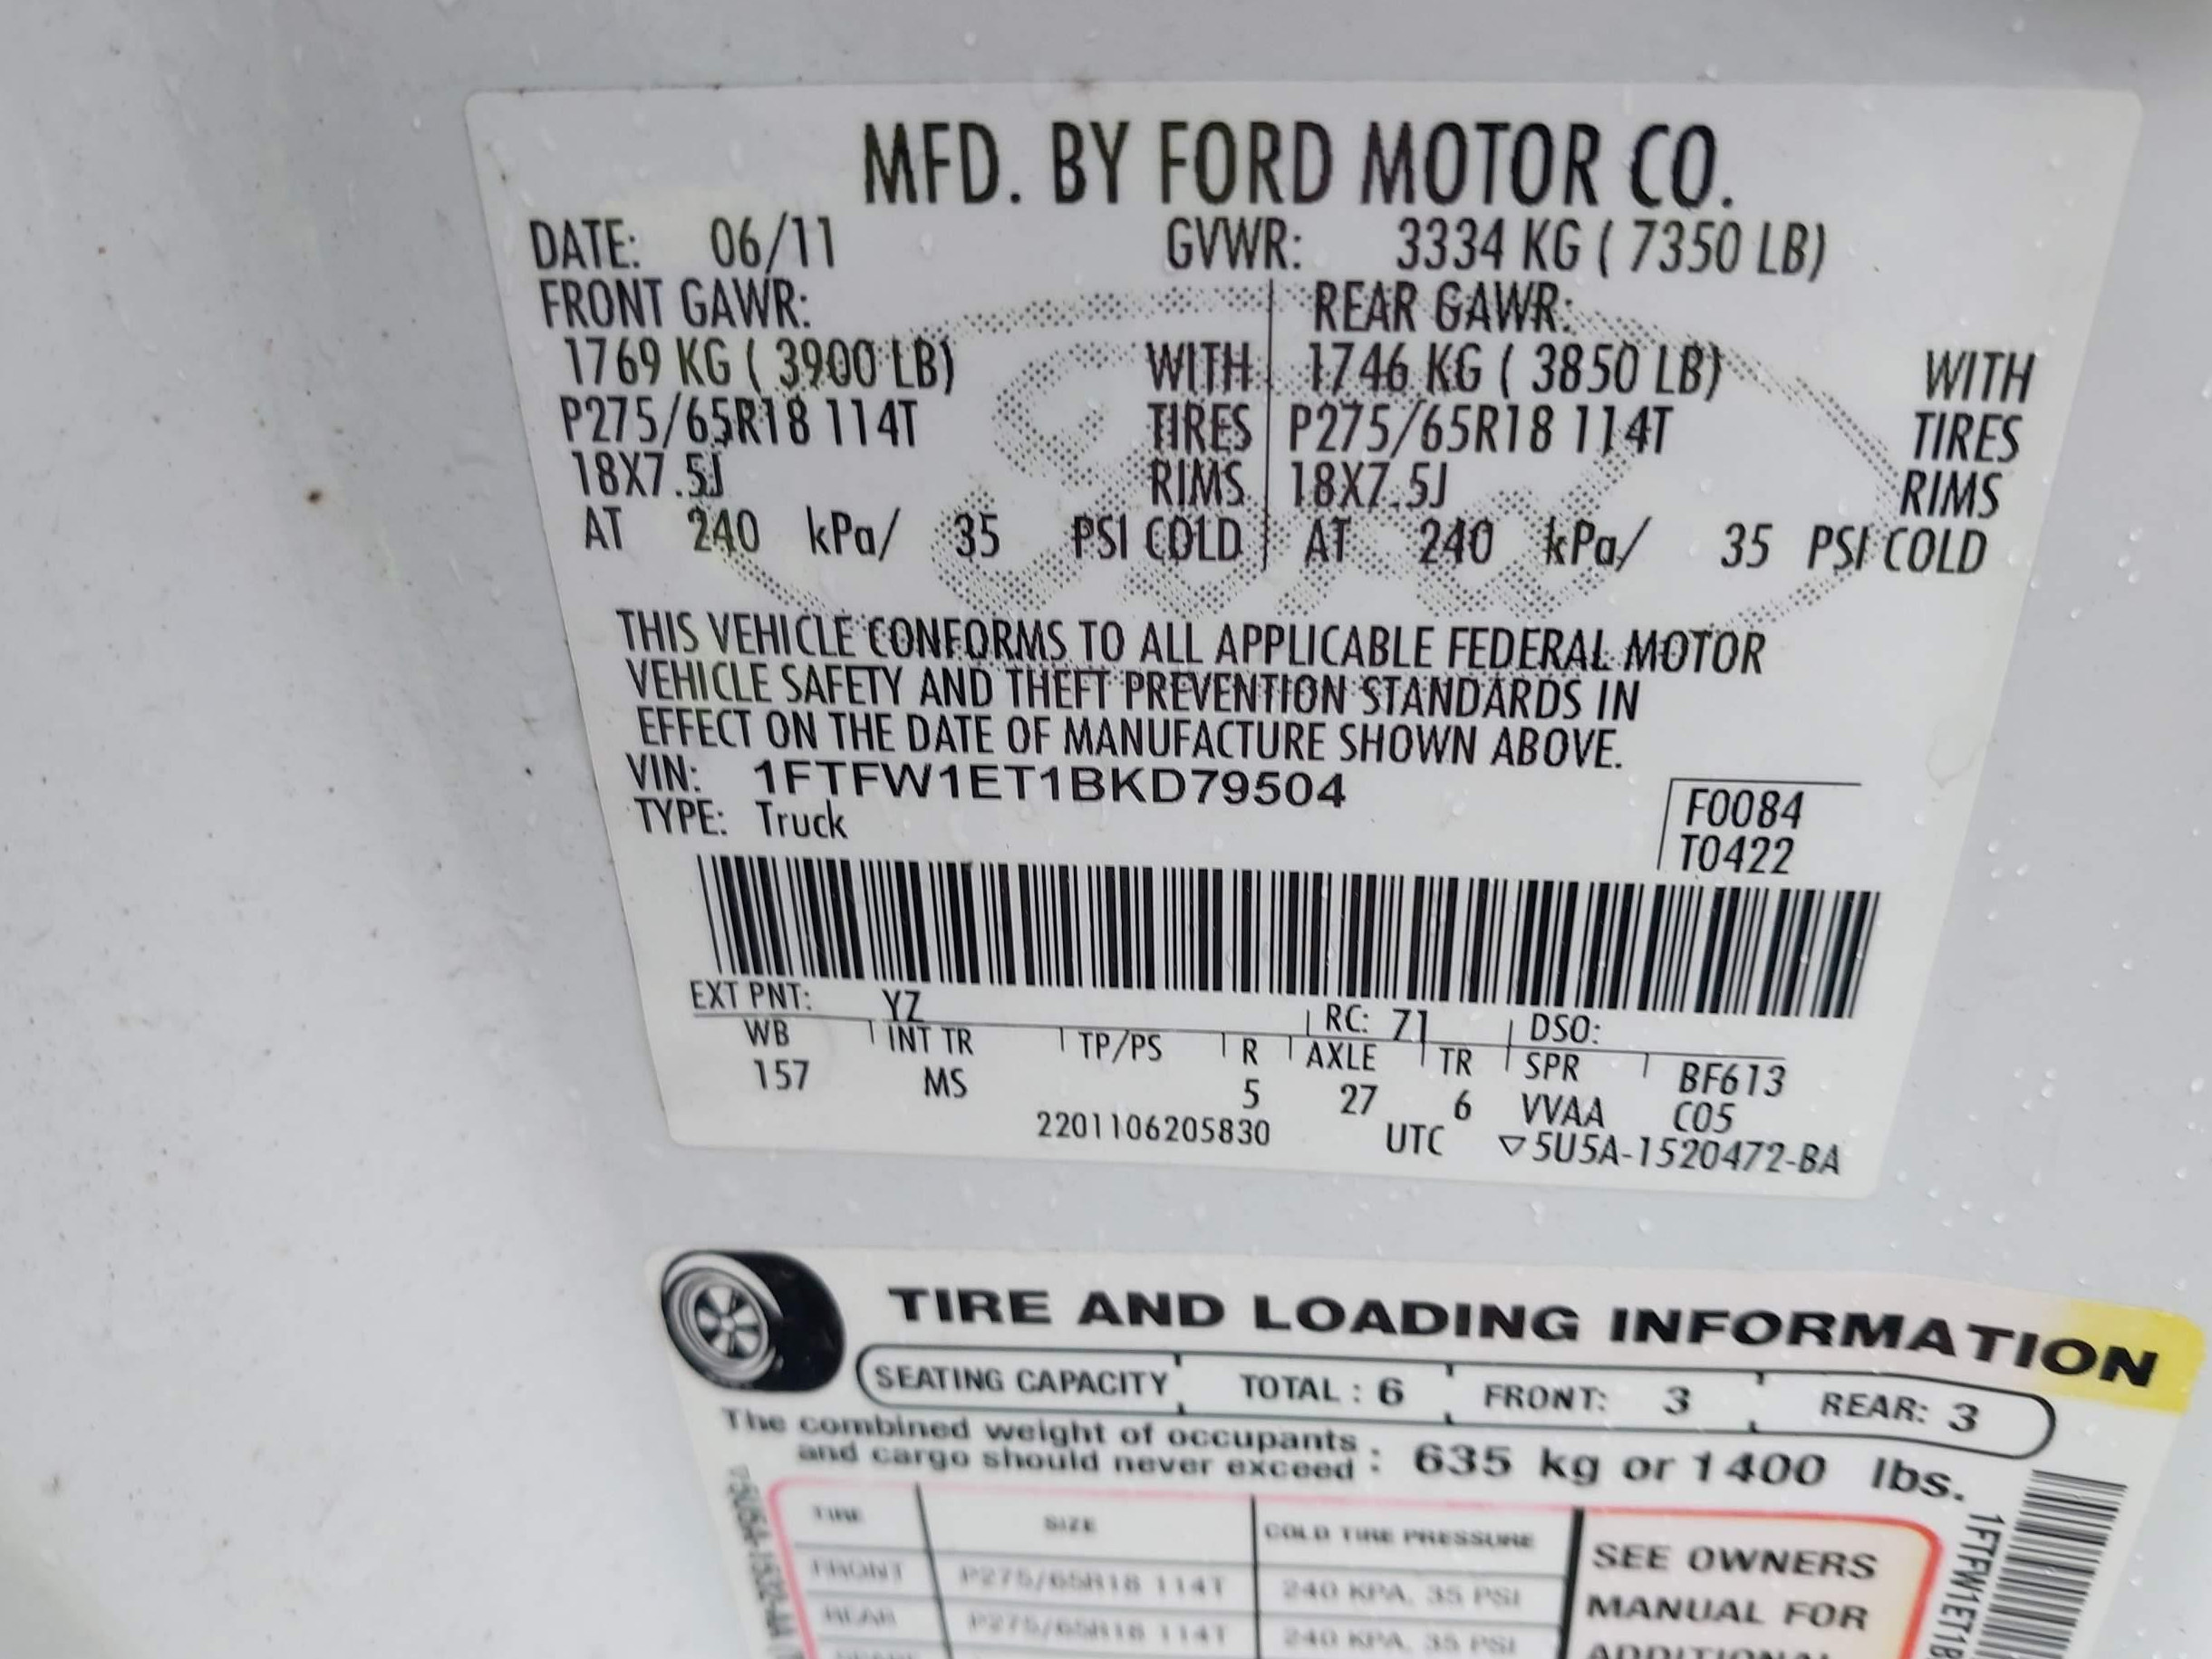 MFD. BY FORD MOTOR CO.
DATE: 06/11 GVWR: 3334 KG ( 7350 LB)
FRONT GAWR: REAR GAWR:
1769 KG ( 3900 LB) WITH 1746 KG ( 3850 LB) WITH
P275/65R18 114T TIRES P275/65R18 114T TIRES
18X7.5J RIMS 18X7.5J RIMS
AT 240 kPa/ 35 PSI COLD AT 240 kPa/ 35 PSI COLD
THIS VEHICLE CONFORMS TO ALL APPLICABLE FEDERAL MOTOR
VEHICLE SAFETY AND THEFT PREVENTION STANDARDS IN
EFFECT ON THE DATE OF MANUFACTURE SHOWN ABOVE.
VIN: 1FTFW1ET1BKD79504
TYPE: Truck
F0084
T0422
EXT PNT: YZ RC: 71 DSO:
WB INT TR TP/PS R AXLE TR SPR BF613
157 MS 5 27 6 VVAA C05
2201106205830 UTC ▽5U5A-1520472-BA
TIRE AND LOADING INFORMATION
SEATING CAPACITY TOTAL : 6 FRONT: 3 REAR: 3
The combined weight of occupants
and cargo should never exceed : 635 kg or 1400 lbs.
TIRE SIZE COLD TIRE PRESSURE
FRONT P275/65R18 114T 240 KPA, 35 PSI
REAR P275/65R18 114T 240 KPA, 35 PSI
SEE OWNERS
MANUAL FOR
ADDITIONAL
1FTFW1ET1B